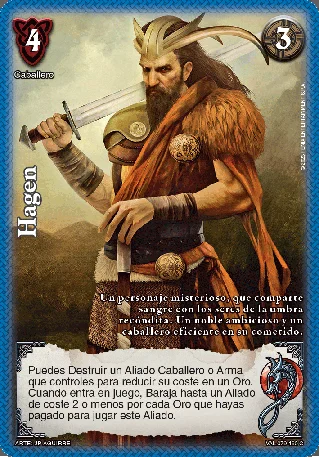 4
3
Caballero
Hagen
Un personaje misterioso, que comparte
sangre con los seres de la umbra
recóndita. Un noble ambicioso y un
caballero eficiente en su cometido.
Puedes Destruir un Aliado Caballero o Arma
que controles para reducir su coste en un Oro.
Cuando entra en juego, Baraja hasta un Aliado
de coste 2 o menos por cada Oro que hayas
pagado para jugar este Aliado.